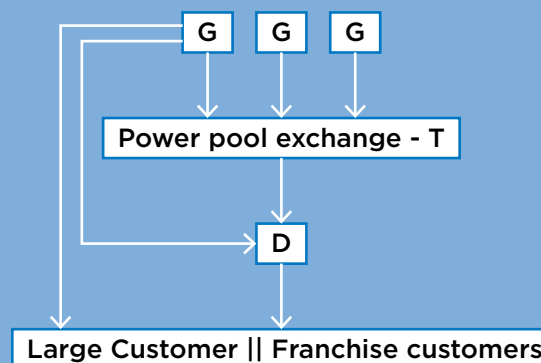 G G G
Power pool exchange - T
D
Large Customer || Franchise customers